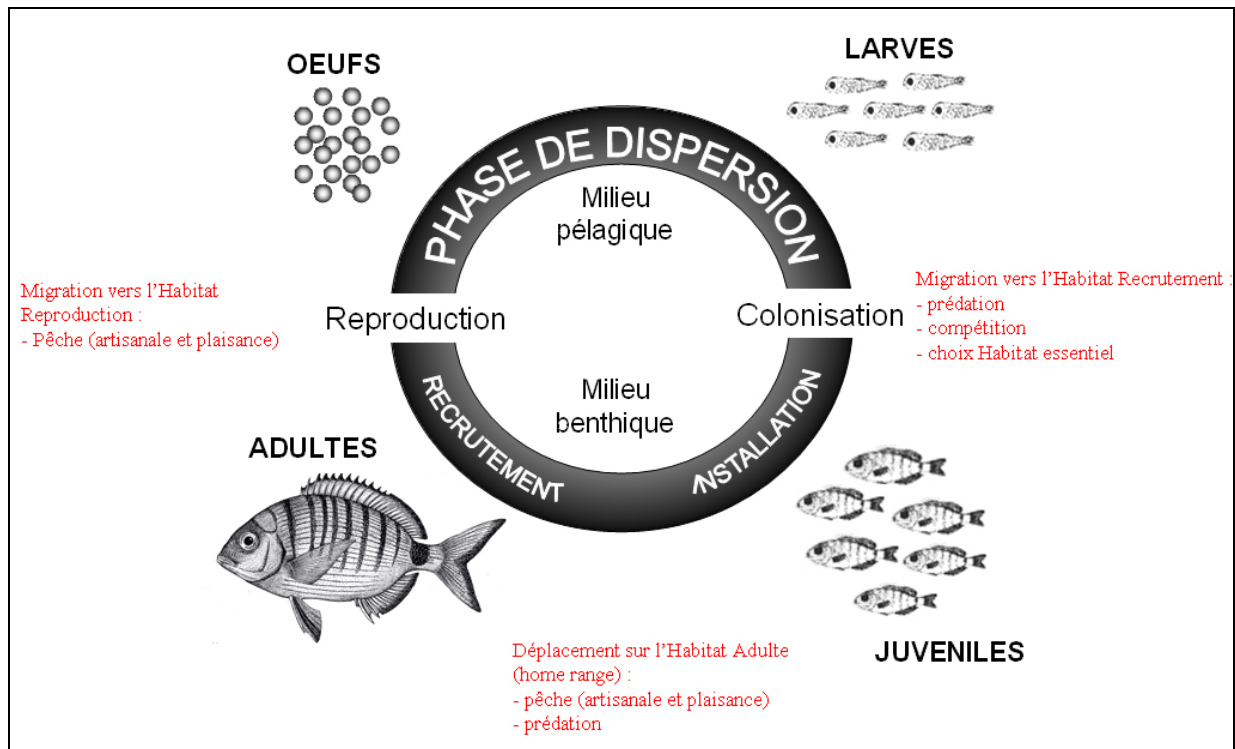 OEUFS
LARVES
PHASE DE DISPERSION
Milieu
pélagique
Migration vers l'Habitat
Reproduction :
- Pêche (artisanale et plaisance)
Reproduction
Colonisation
Migration vers l'Habitat Recrutement :
- prédation
- compétition
- choix Habitat essentiel
Milieu
benthique
RECRUTEMENT
INSTALLATION
ADULTES
JUVENILES
Déplacement sur l'Habitat Adulte
(home range) :
- pêche (artisanale et plaisance)
- prédation